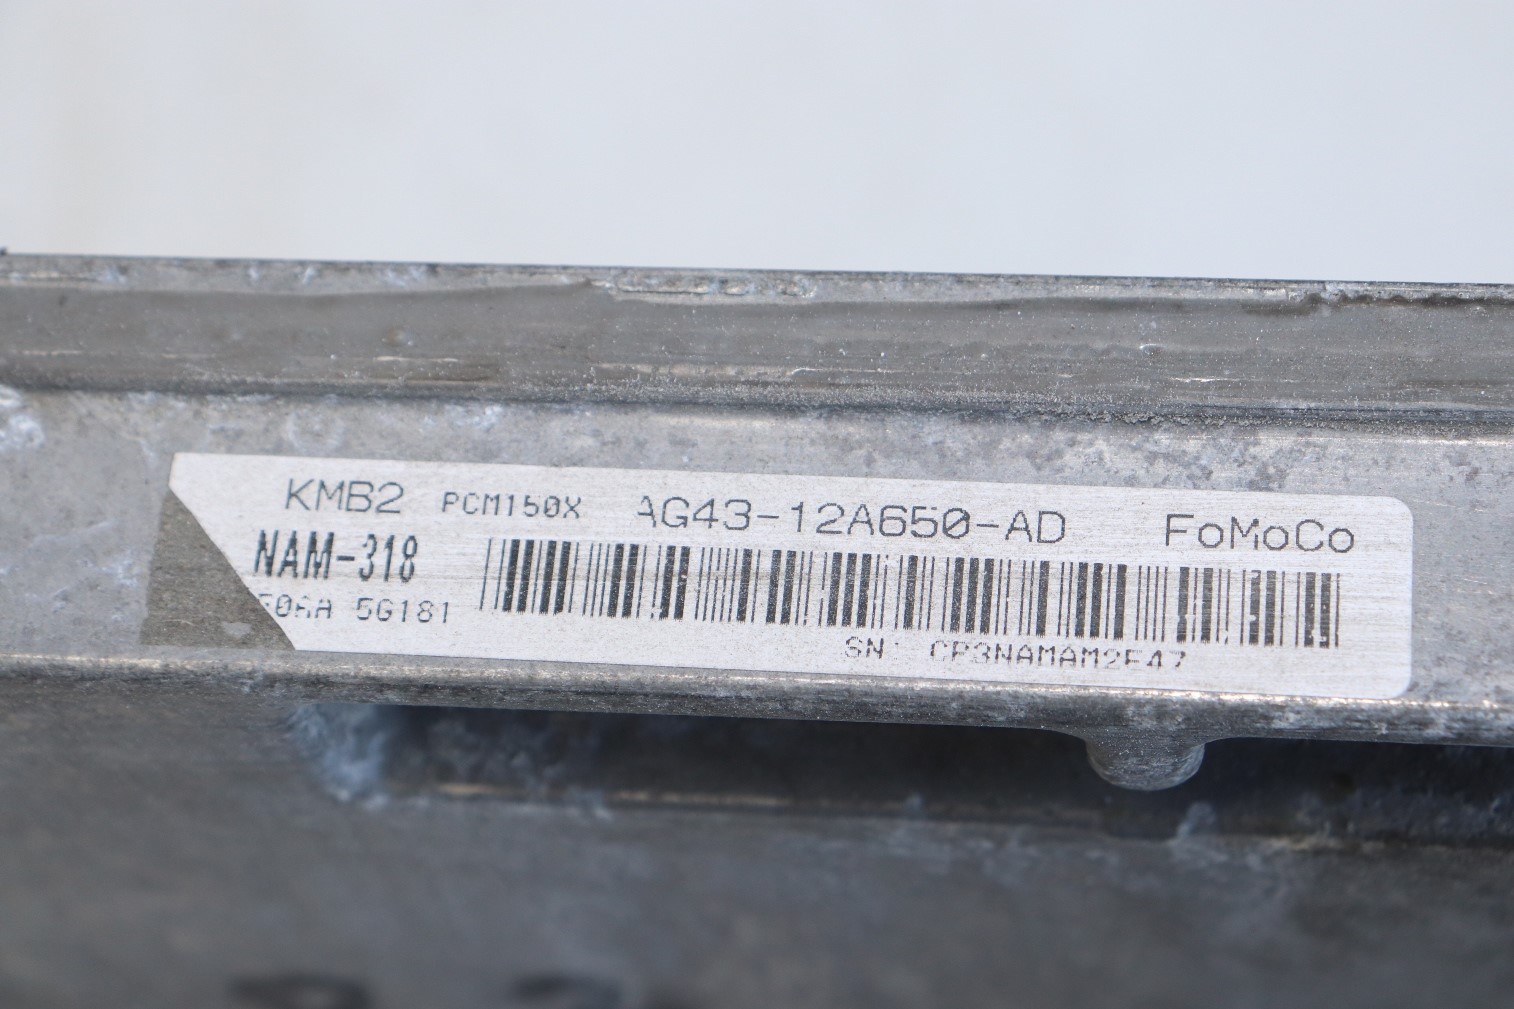 KMB2 PCM150X AG43-12A650-AD FoMoCo
NAM-318
5G181
SN: CP3NAMAM2F47